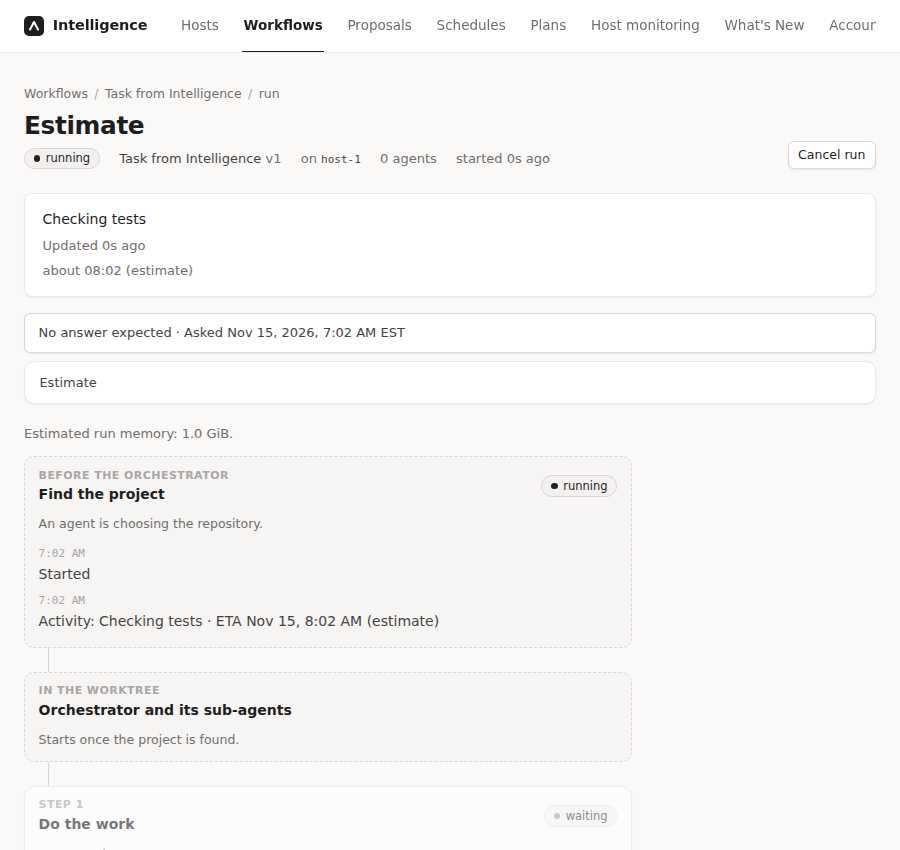 Intelligence
Hosts
Workflows
Proposals
Schedules
Plans
Host monitoring
What's New
Workflows / Task from Intelligence / run
Estimate
running
Task from Intelligence v1
on host-1
0 agents
started 0s ago
Cancel run
Checking tests
Updated 0s ago
about 08:02 (estimate)
No answer expected · Asked Nov 15, 2026, 7:02 AM EST
Estimate
Estimated run memory: 1.0 GiB.
BEFORE THE ORCHESTRATOR
running
Find the project
An agent is choosing the repository.
7:02 AM
Started
7:02 AM
Activity: Checking tests · ETA Nov 15, 8:02 AM (estimate)
IN THE WORKTREE
Orchestrator and its sub-agents
Starts once the project is found.
STEP 1
waiting
Do the work